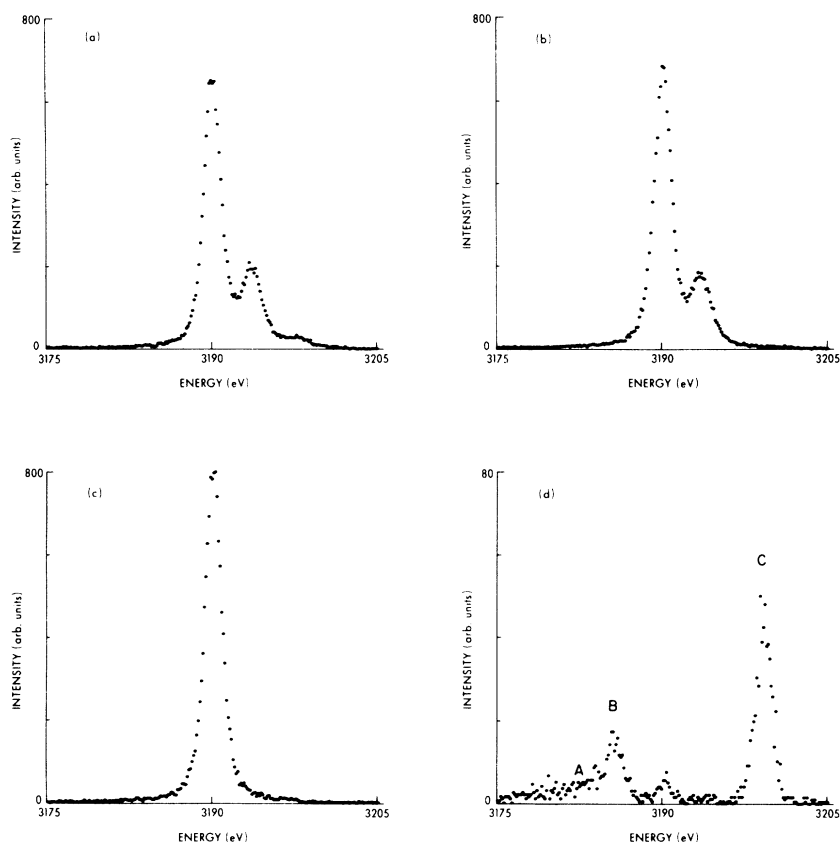 (a)
800
INTENSITY (arb. units)
0
3175
3190
3205
ENERGY (eV)
(b)
800
INTENSITY (arb. units)
0
3175
3190
3205
ENERGY (eV)
(c)
800
INTENSITY (arb. units)
0
3175
3190
3205
ENERGY (eV)
(d)
80
INTENSITY (arb. units)
A
B
C
0
3175
3190
3205
ENERGY (eV)